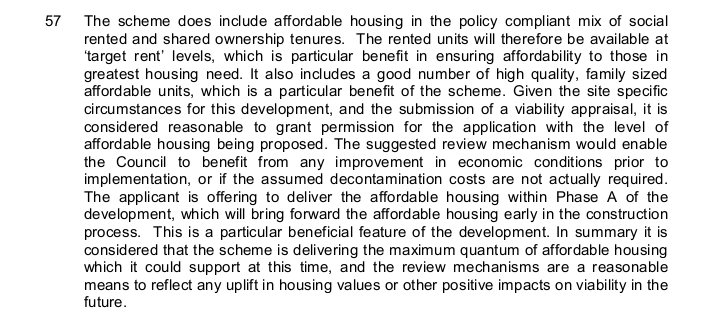 57 The scheme does include affordable housing in the policy compliant mix of social
rented and shared ownership tenures. The rented units will therefore be available at
‘target rent’ levels, which is particular benefit in ensuring affordability to those in
greatest housing need. It also includes a good number of high quality, family sized
affordable units, which is a particular benefit of the scheme. Given the site specific
circumstances for this development, and the submission of a viability appraisal, it is
considered reasonable to grant permission for the application with the level of
affordable housing being proposed. The suggested review mechanism would enable
the Council to benefit from any improvement in economic conditions prior to
implementation, or if the assumed decontamination costs are not actually required.
The applicant is offering to deliver the affordable housing within Phase A of the
development, which will bring forward the affordable housing early in the construction
process. This is a particular beneficial feature of the development. In summary it is
considered that the scheme is delivering the maximum quantum of affordable housing
which it could support at this time, and the review mechanisms are a reasonable
means to reflect any uplift in housing values or other positive impacts on viability in the
future.